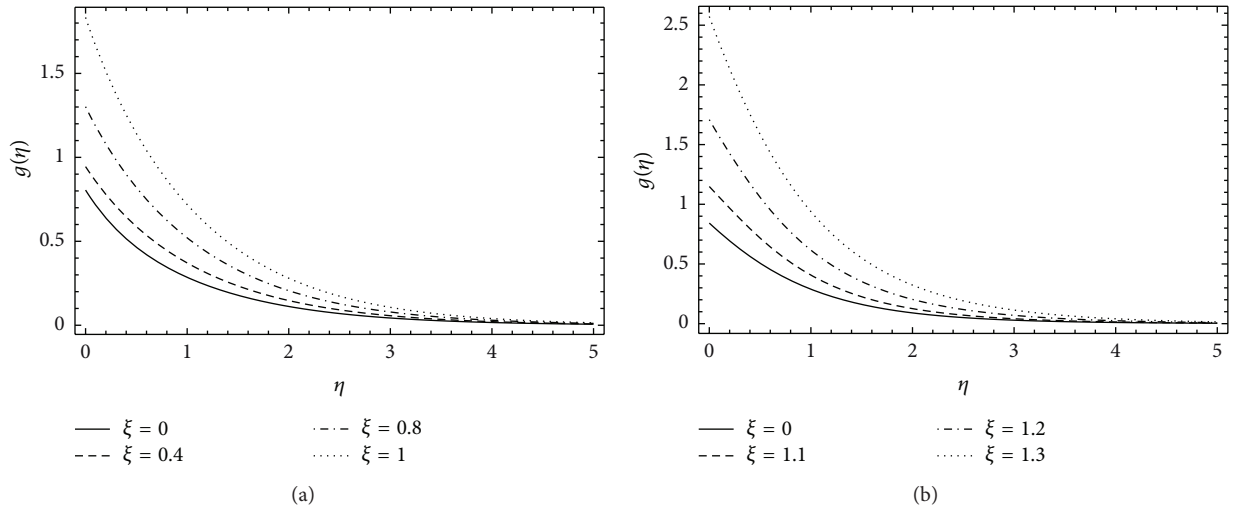 1.5
1
0.5
0
g(η)
0 1 2 3 4 5
η
ξ = 0
ξ = 0.4
ξ = 0.8
ξ = 1
(a)
2.5
2
1.5
1
0.5
0
g(η)
0 1 2 3 4 5
η
ξ = 0
ξ = 1.1
ξ = 1.2
ξ = 1.3
(b)